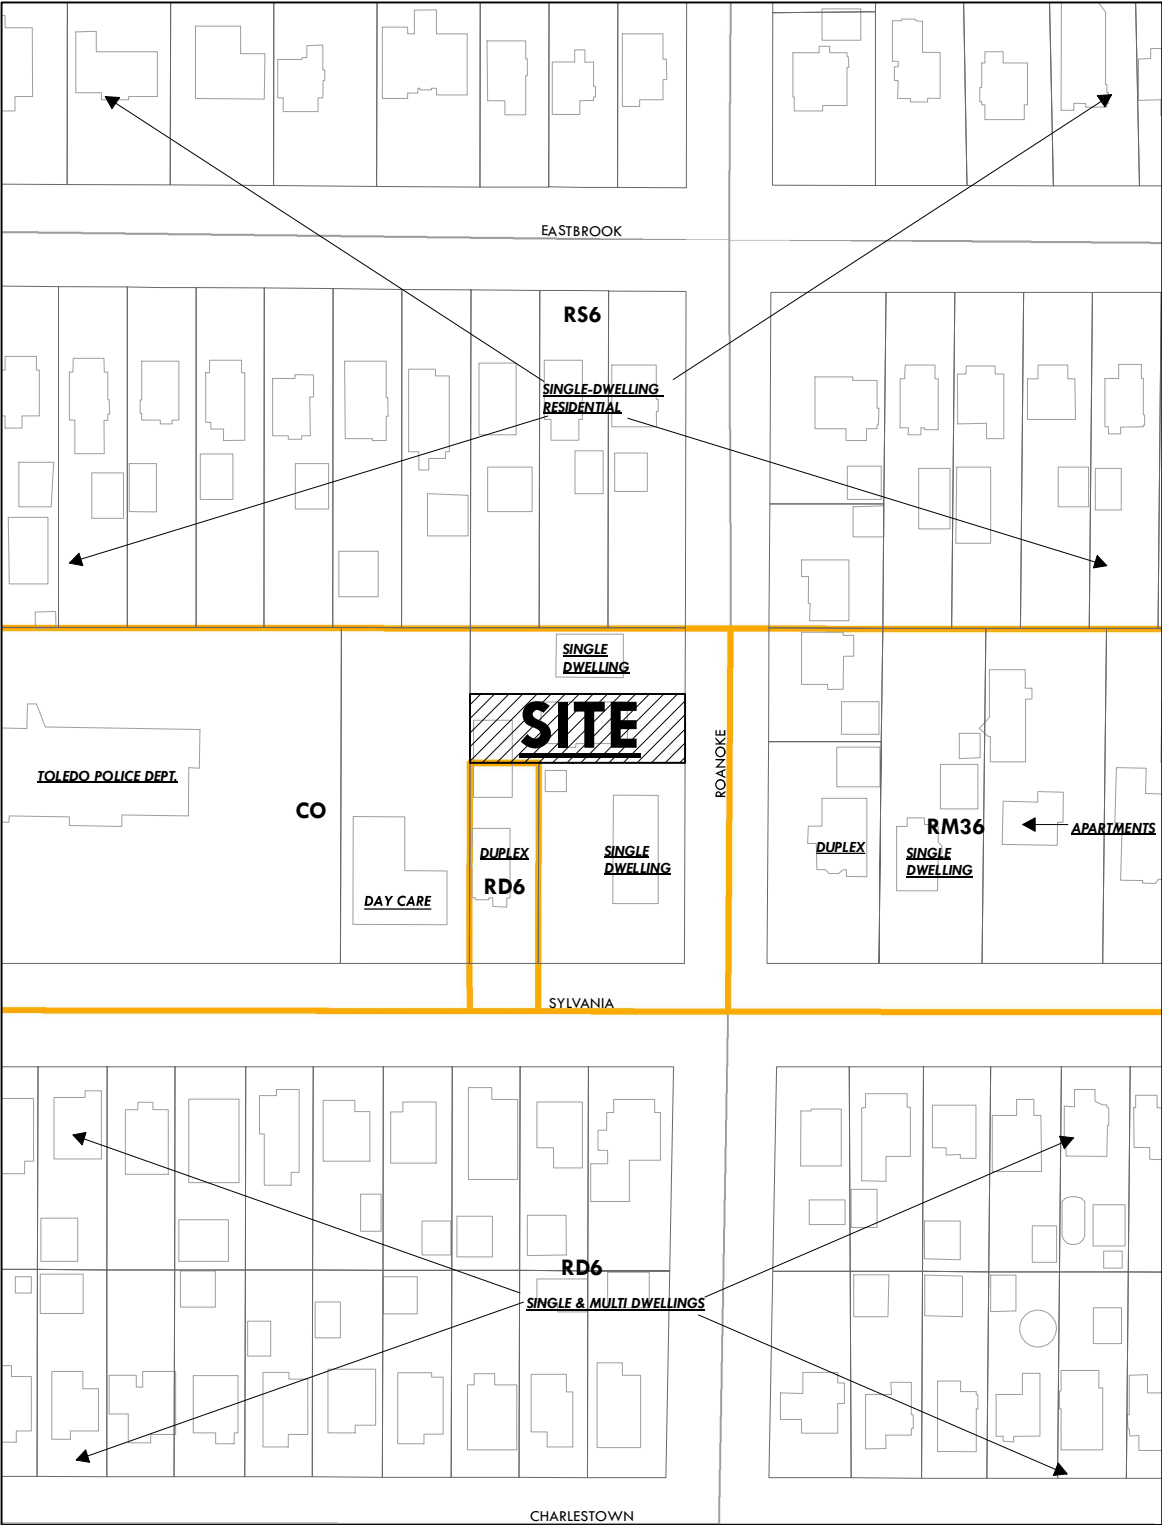 EASTBROOK
RS6
SINGLE-DWELLING
RESIDENTIAL
SINGLE
DWELLING
SITE
ROANOKE
TOLEDO POLICE DEPT.
CO
RM36
APARTMENTS
DUPLEX
SINGLE
DWELLING
DUPLEX
SINGLE
DWELLING
RD6
DAY CARE
SYLVANIA
RD6
SINGLE & MULTI DWELLINGS
CHARLESTOWN